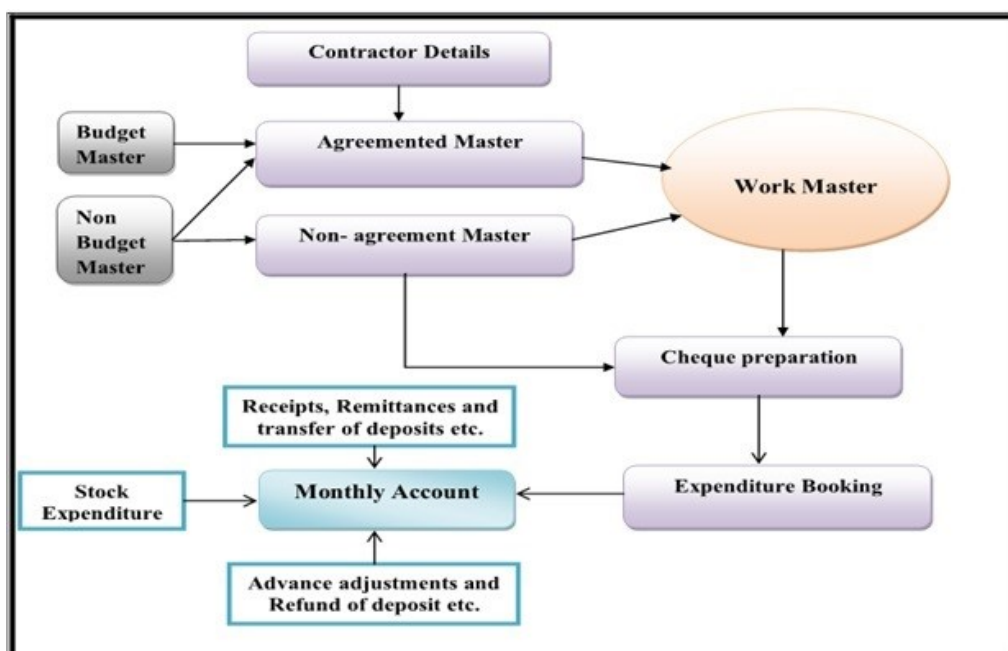 Contractor Details
Budget
Master
Agreemented Master
Work Master
Non
Budget
Master
Non- agreement Master
Cheque preparation
Receipts, Remittances and
transfer of deposits etc.
Stock
Expenditure
Monthly Account
Expenditure Booking
Advance adjustments and
Refund of deposit etc.